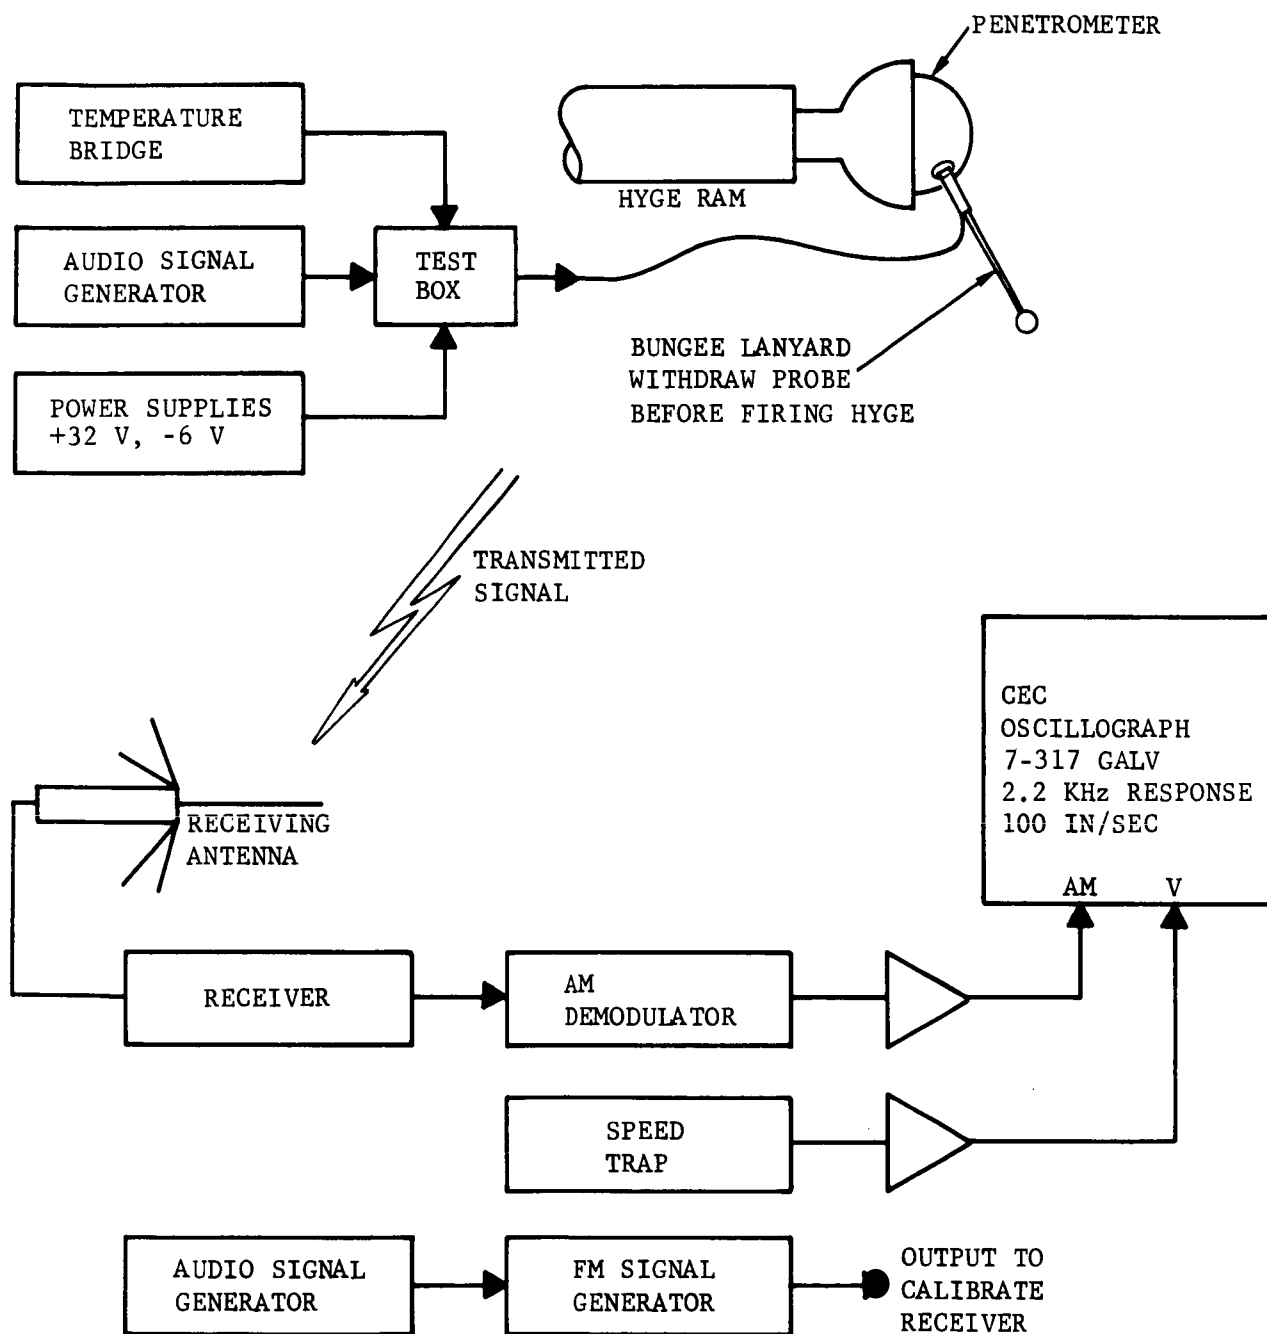 PENETROMETER
TEMPERATURE
BRIDGE
HYGE RAM
AUDIO SIGNAL
GENERATOR
TEST
BOX
BUNGEE LANYARD
WITHDRAW PROBE
BEFORE FIRING HYGE
POWER SUPPLIES
+32 V, -6 V
TRANSMITTED
SIGNAL
CEC
OSCILLOGRAPH
7-317 GALV
2.2 KHz RESPONSE
100 IN/SEC
AM V
RECEIVING
ANTENNA
RECEIVER
AM
DEMODULATOR
SPEED
TRAP
AUDIO SIGNAL
GENERATOR
FM SIGNAL
GENERATOR
OUTPUT TO
CALIBRATE
RECEIVER